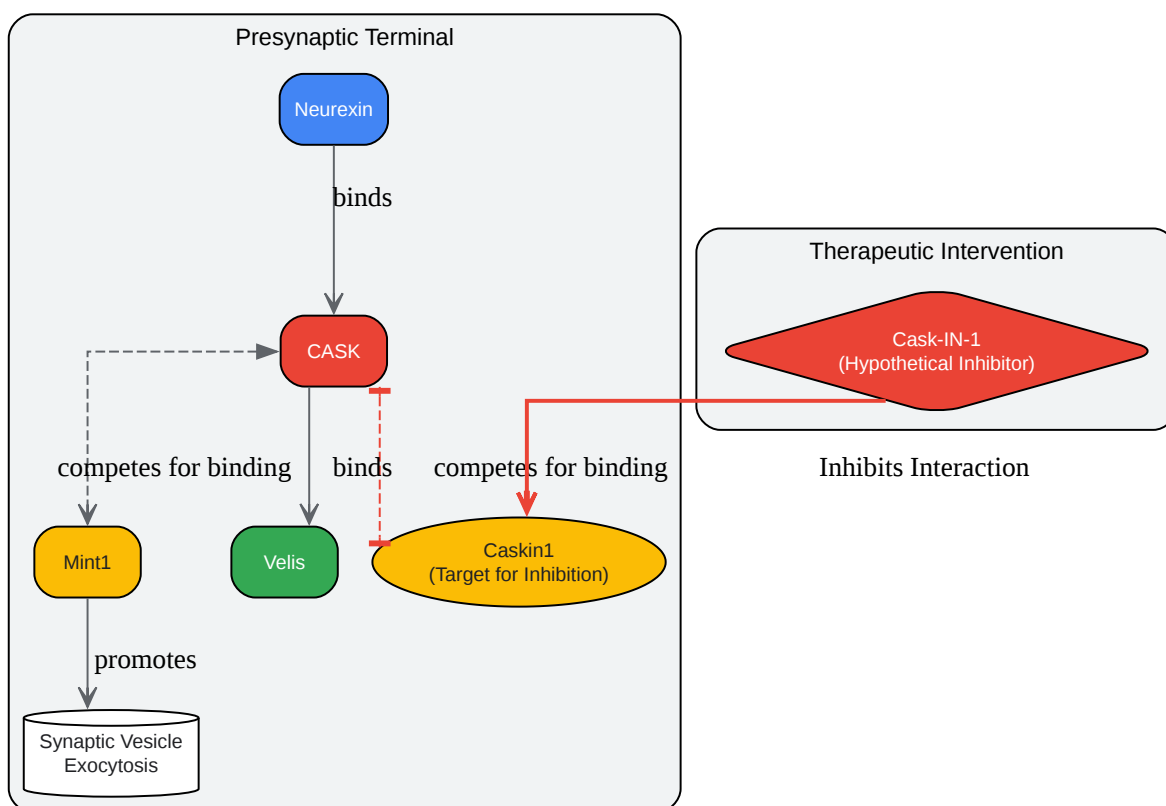 Presynaptic Terminal
Neurexin
binds
Therapeutic Intervention
CASK
Cask-IN-1
(Hypothetical Inhibitor)
competes for binding
binds
competes for binding
Inhibits Interaction
Mint1
Velis
Caskin1
(Target for Inhibition)
promotes
Synaptic Vesicle
Exocytosis